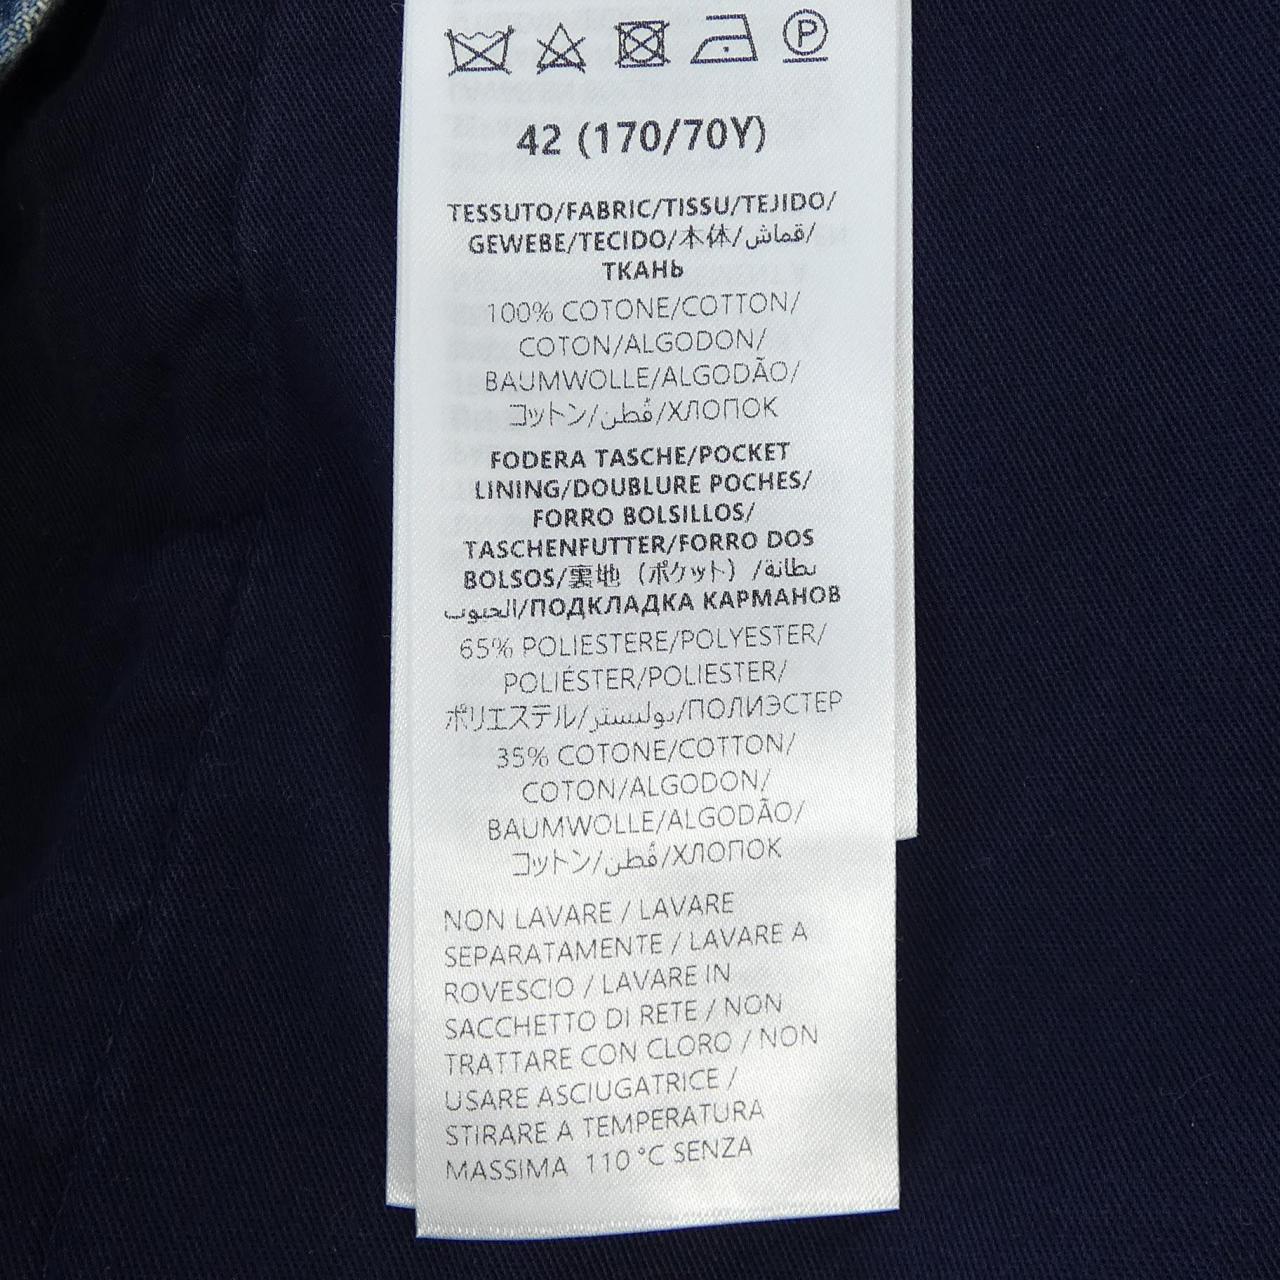 P
42 (170/70Y)
TESSUTO/FABRIC/TISSU/TEJIDO/
GEWEBE/TECIDO/本体/قماش/
ТКАНЬ
100% COTONE/COTTON/
COTON/ALGODON/
BAUMWOLLE/ALGODÃO/
コットン/قُطن/ХЛОПОК
FODERA TASCHE/POCKET
LINING/DOUBLURE POCHES/
FORRO BOLSILLOS/
TASCHENFUTTER/FORRO DOS
BOLSOS/裏地（ポケット）/بطانة
الجيوب/ПОДКЛАДКА КАРМАНОВ
65% POLIESTERE/POLYESTER/
POLIÉSTER/POLIESTER/
ポリエステル/بوليستر/ПОЛИЭСТЕР
35% COTONE/COTTON/
COTON/ALGODON/
BAUMWOLLE/ALGODÃO/
コットン/قُطن/ХЛОПОК
NON LAVARE / LAVARE
SEPARATAMENTE / LAVARE A
ROVESCIO / LAVARE IN
SACCHETTO DI RETE / NON
TRATTARE CON CLORO / NON
USARE ASCIUGATRICE /
STIRARE A TEMPERATURA
MASSIMA 110 °C SENZA